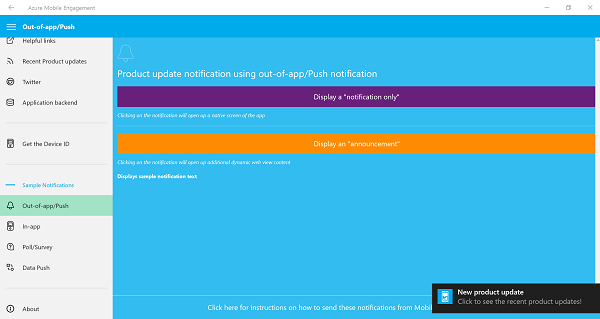 Azure Mobile Engagement
Out-of-app/Push
Helpful links
Recent Product updates
Twitter
Application backend
Get the Device ID
Sample Notifications
Out-of-app/Push
In-app
Poll/Survey
Data Push
About
Product update notification using out-of-app/Push notification
Display a "notification only"
Clicking on the notification will open up a native screen of the app
Display an "announcement"
Clicking on the notification will open up additional dynamic web view content
Displays sample notification text
Click here for Instructions on how to send these notifications from Mobil
New product update
Click to see the recent product updates!